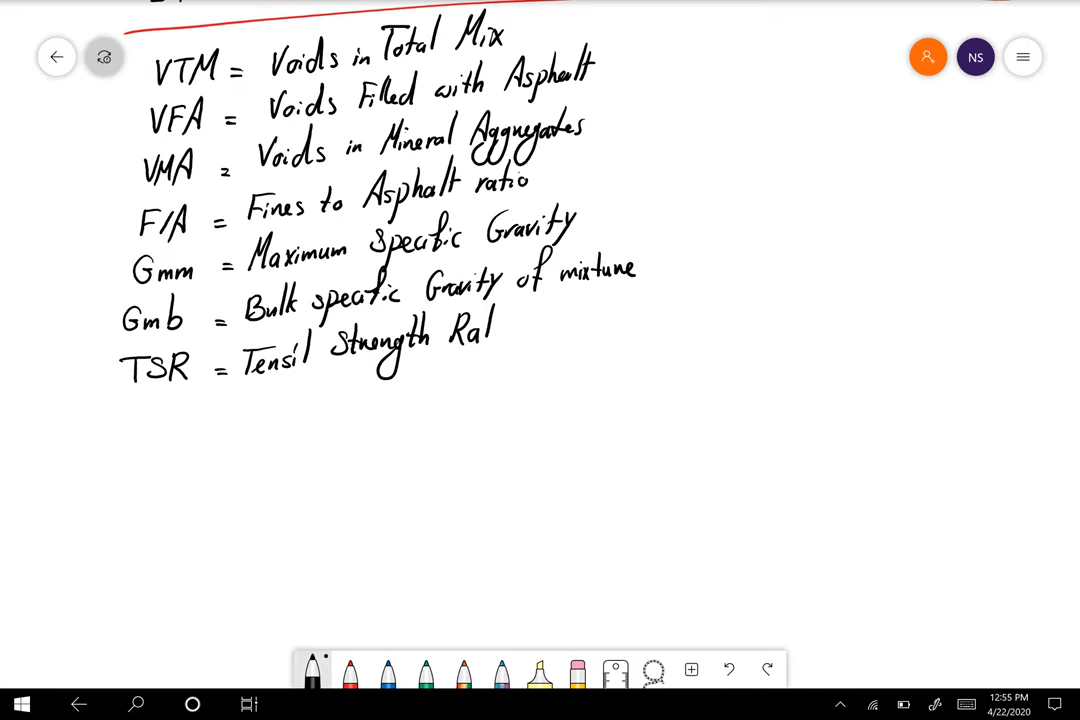 VTM = Voids in Total Mix
VFA = Voids Filled with Asphalt
VMA = Voids in Mineral Aggregates
F/A = Fines to Asphalt ratio
Gmm = Maximum Specific Gravity
Gmb = Bulk specific Gravity of mixture
TSR = Tensil Strength Rat
NS
12:55 PM
4/22/2020